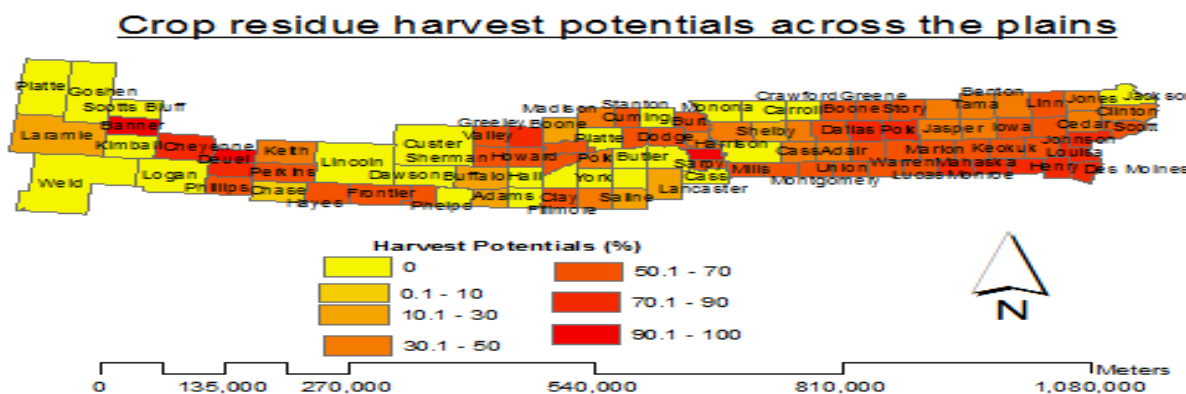 Crop residue harvest potentials across the plains
Platte Goshen Scotts Bluff Banner Laramie Kimball Cheyenne Deuel Weld Logan Phillips
Keith Perkins Chase Hayes Lincoln Frontier Custer Sherman Dawson Buffalo Hall Phelps Adams
Greeley Boone Valley Howard Madison Stanton Cuming Platte Dodge Burt Polk Butler York Clay Fillmore Saline Lancaster Sarpy Cass
Monona Crawford Greene Carroll Boone Story Harrison Shelby Dallas Polk Cass Adair Mills Montgomery Union
Benton Tama Linn Jones Jackson Clinton Jasper Iowa Cedar Scott Marion Keokuk Johnson Louisa Warren Mahaska Lucas Monroe Henry Des Moines
Harvest Potentials (%)
0
0.1 - 10
10.1 - 30
30.1 - 50
50.1 - 70
70.1 - 90
90.1 - 100
N
Meters
0 135,000 270,000 540,000 810,000 1,080,000